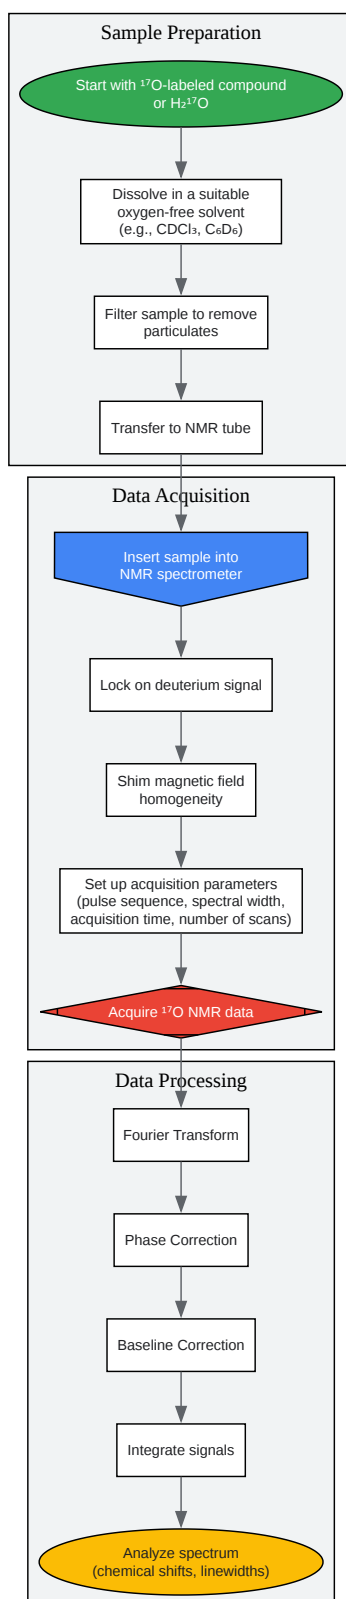 Sample Preparation
Start with ¹⁷O-labeled compound
or H₂¹⁷O
Dissolve in a suitable
oxygen-free solvent
(e.g., CDCl₃, C₆D₆)
Filter sample to remove
particulates
Transfer to NMR tube
Data Acquisition
Insert sample into
NMR spectrometer
Lock on deuterium signal
Shim magnetic field
homogeneity
Set up acquisition parameters
(pulse sequence, spectral width,
acquisition time, number of scans)
Acquire ¹⁷O NMR data
Data Processing
Fourier Transform
Phase Correction
Baseline Correction
Integrate signals
Analyze spectrum
(chemical shifts, linewidths)